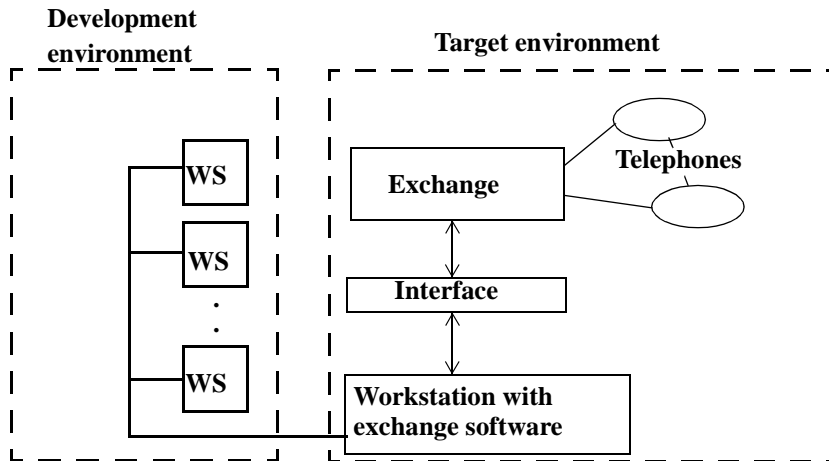 Development
environment
Target environment
WS
WS
.
.
WS
Exchange
Telephones
Interface
Workstation with
exchange software